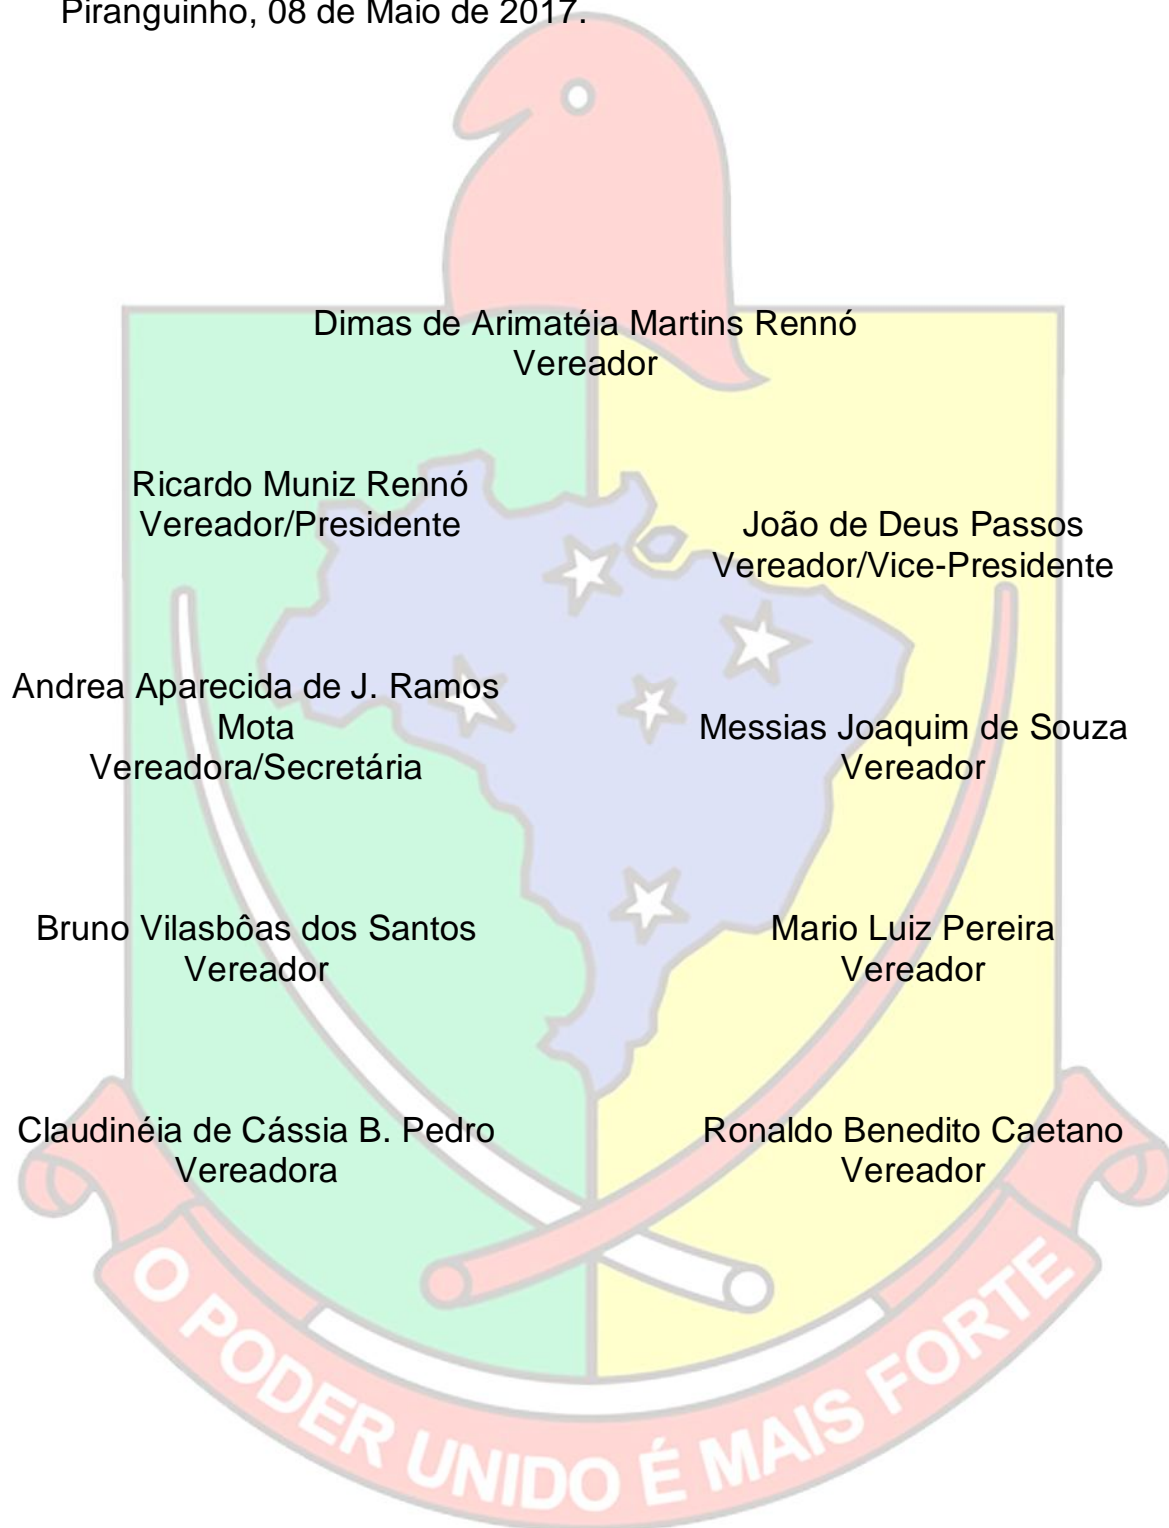 Piranguinho, 08 de Maio de 2017.
Dimas de Arimatéia Martins Rennó
Vereador
Ricardo Muniz Rennó
Vereador/Presidente
João de Deus Passos
Vereador/Vice-Presidente
Andrea Aparecida de J. Ramos
Mota
Vereadora/Secretária
Messias Joaquim de Souza
Vereador
Bruno Vilasbôas dos Santos
Vereador
Mario Luiz Pereira
Vereador
Claudinéia de Cássia B. Pedro
Vereadora
Ronaldo Benedito Caetano
Vereador
O PODER UNIDO É MAIS FORTE